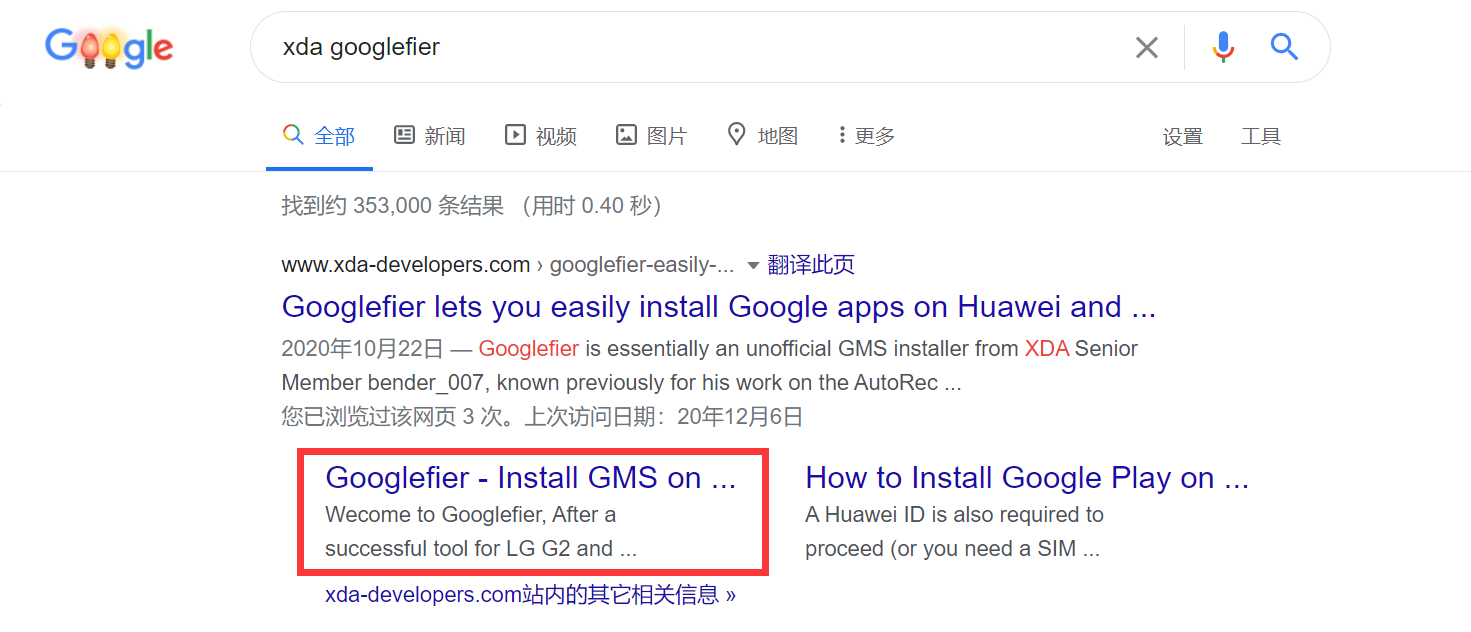 Google
xda googlefier
全部 新闻 视频 图片 地图 更多 设置 工具
找到约 353,000 条结果 （用时 0.40 秒）
www.xda-developers.com › googlefier-easily-... 翻译此页
Googlefier lets you easily install Google apps on Huawei and ...
2020年10月22日 — Googlefier is essentially an unofficial GMS installer from XDA Senior
Member bender_007, known previously for his work on the AutoRec ...
您已浏览过该网页 3 次。上次访问日期：20年12月6日
Googlefier - Install GMS on ...
Wecome to Googlefier, After a
successful tool for LG G2 and ...
How to Install Google Play on ...
A Huawei ID is also required to
proceed (or you need a SIM ...
xda-developers.com站内的其它相关信息 »